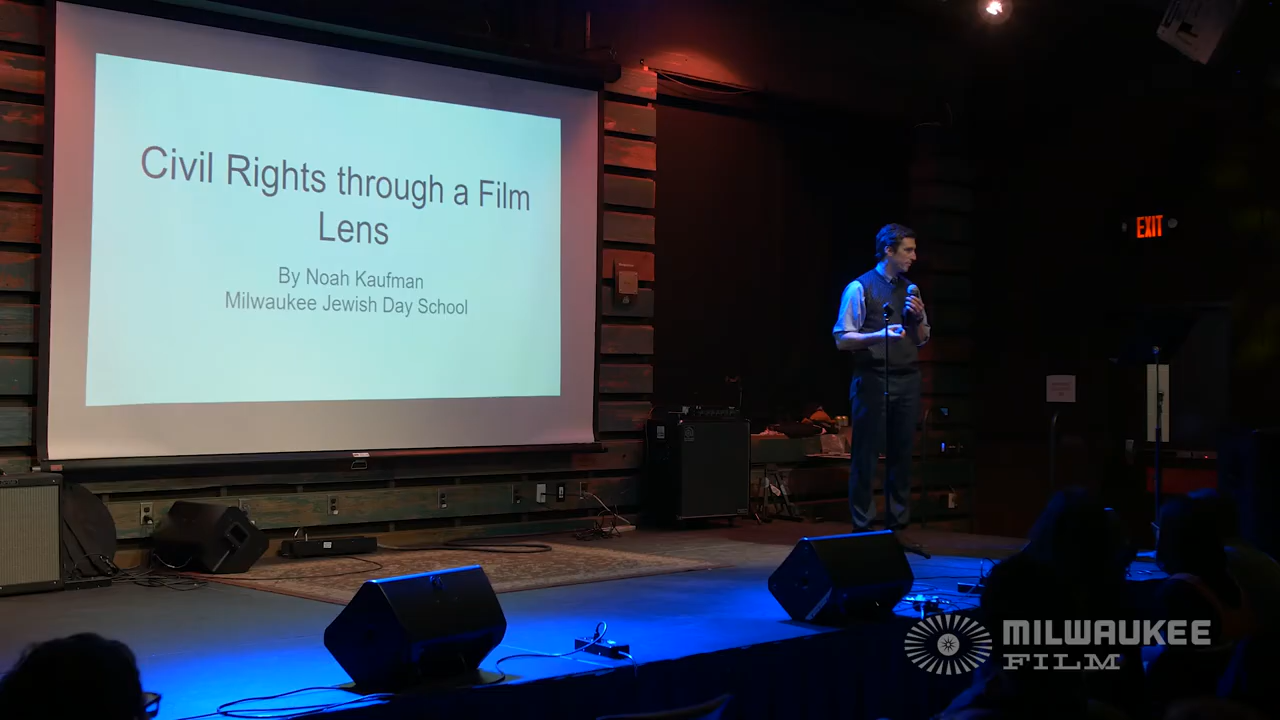 Civil Rights through a Film
Lens
By Noah Kaufman
Milwaukee Jewish Day School
EXIT
MILWAUKEE
FILM